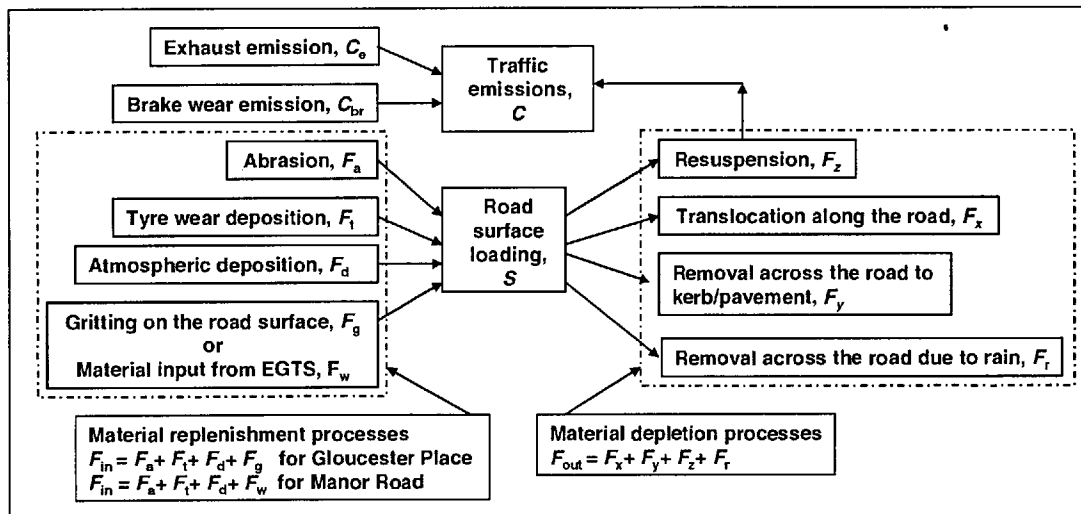 Exhaust emission, Ce
Traffic
emissions,
C
Brake wear emission, Cbr
Abrasion, Fa
Tyre wear deposition, Ft
Atmospheric deposition, Fd
Gritting on the road surface, Fg
or
Material input from EGTS, Fw
Road
surface
loading,
S
Resuspension, Fz
Translocation along the road, Fx
Removal across the road to
kerb/pavement, Fy
Removal across the road due to rain, Fr
Material replenishment processes
Fin = Fa+ Ft+ Fd+ Fg for Gloucester Place
Fin = Fa+ Ft+ Fd+ Fw for Manor Road
Material depletion processes
Fout = Fx+ Fy+ Fz+ Fr